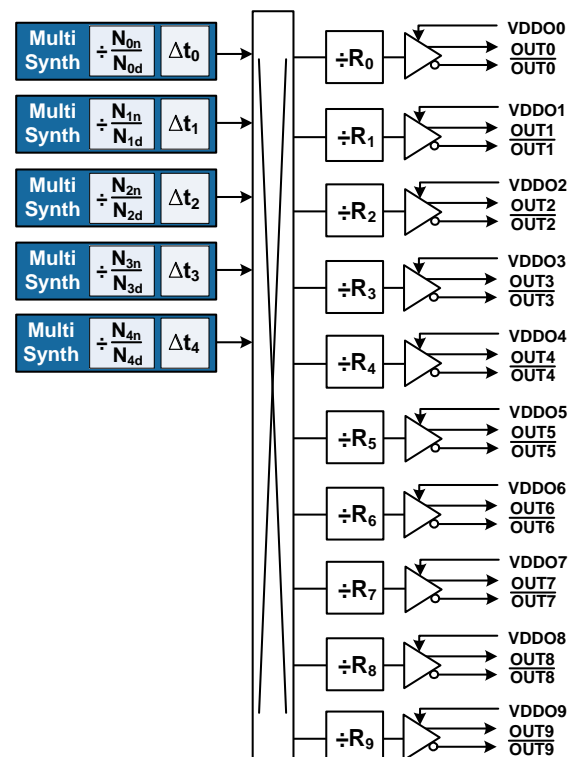 Multi Synth ÷ N0n N0d Δt0
Multi Synth ÷ N1n N1d Δt1
Multi Synth ÷ N2n N2d Δt2
Multi Synth ÷ N3n N3d Δt3
Multi Synth ÷ N4n N4d Δt4
÷R0
VDDO0
OUT0
OUT0
÷R1
VDDO1
OUT1
OUT1
÷R2
VDDO2
OUT2
OUT2
÷R3
VDDO3
OUT3
OUT3
÷R4
VDDO4
OUT4
OUT4
÷R5
VDDO5
OUT5
OUT5
÷R6
VDDO6
OUT6
OUT6
÷R7
VDDO7
OUT7
OUT7
÷R8
VDDO8
OUT8
OUT8
÷R9
VDDO9
OUT9
OUT9